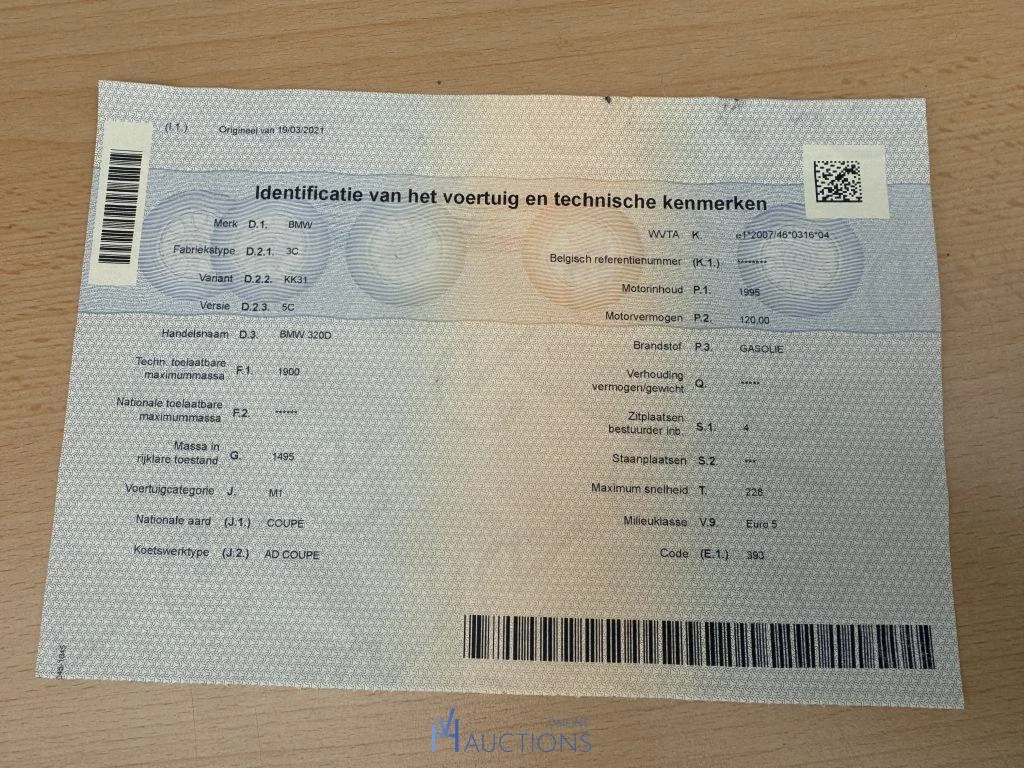 (I.1.) Origineel van 19/03/2021
Identificatie van het voertuig en technische kenmerken
Merk D.1. BMW
Fabriekstype D.2.1. 3C
Variant D.2.2. KK31
Versie D.2.3. 5C
Handelsnaam D.3. BMW 320D
Techn. toelaatbare
maximummassa F.1. 1900
Nationale toelaatbare
maximummassa F.2. ******
Massa in
rijklare toestand G. 1495
Voertuigcategorie J. M1
Nationale aard (J.1.) COUPE
Koetswerktype (J.2.) AD COUPE
WVTA K. e1*2007/46*0316*04
Belgisch referentienummer (K.1.) ********
Motorinhoud P.1. 1995
Motorvermogen P.2. 120,00
Brandstof P.3. GASOLIE
Verhouding
vermogen/gewicht Q. *****
Zitplaatsen
bestuurder inb. S.1. 4
Staanplaatsen S.2. ***
Maximum snelheid T. 226
Milieuklasse V.9. Euro 5
Code (E.1.) 393
ONLINE
AUCTIONS